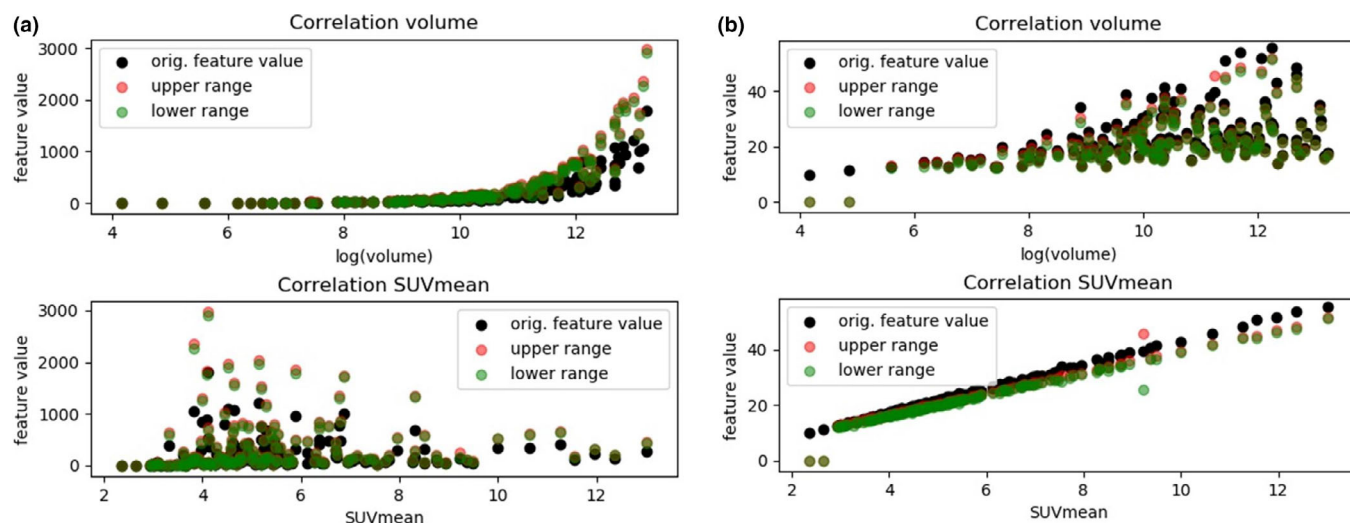 (a)
Correlation volume
3000
2000
1000
0
feature value
orig. feature value
upper range
lower range
4 6 8 10 12
log(volume)
Correlation SUVmean
3000
2000
1000
0
feature value
orig. feature value
upper range
lower range
2 4 6 8 10 12
SUVmean
(b)
Correlation volume
40
20
0
feature value
orig. feature value
upper range
lower range
4 6 8 10 12
log(volume)
Correlation SUVmean
40
20
0
feature value
orig. feature value
upper range
lower range
2 4 6 8 10 12
SUVmean